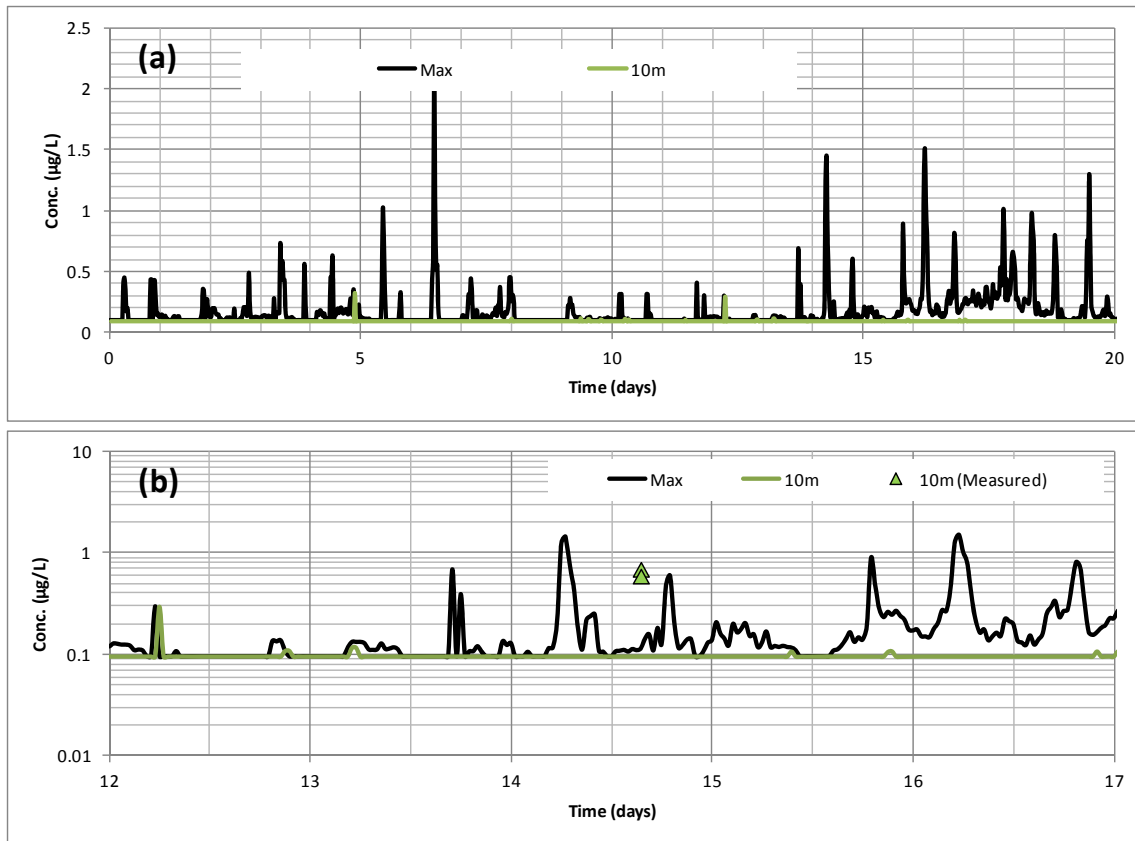 (a)
Max 10m
2.5
2
1.5
1
0.5
0
Conc. (µg/L)
0 5 10 15 20
Time (days)
(b)
Max 10m 10m (Measured)
10
1
0.1
0.01
Conc. (µg/L)
12 13 14 15 16 17
Time (days)